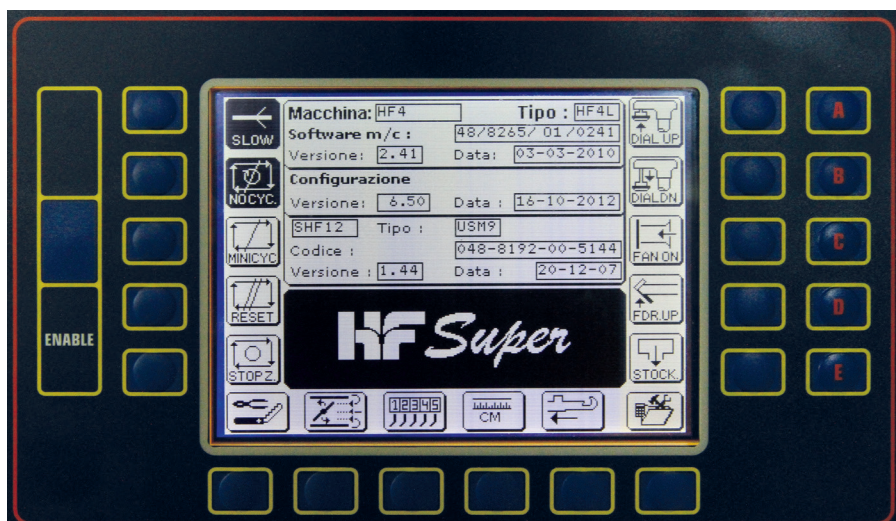 SLOW
Macchina: HF4 Tipo : HF4L
DIAL UP
A
Software m/c : 48/8265/ 01 /0241
Versione: 2.41 Data: 03-03-2010
NOCYC.
Configurazione
DIAL.DN.
B
Versione: 6.50 Data : 16-10-2012
MINICYC
SHF12 Tipo : USM9
Codice : 048-8192-00-5144
FAN ON
C
Versione : 1.44 Data : 20-12-07
RESET
HF Super
FDR.UP
D
ENABLE
STOP Z.
STOCK.
E
12345
CM